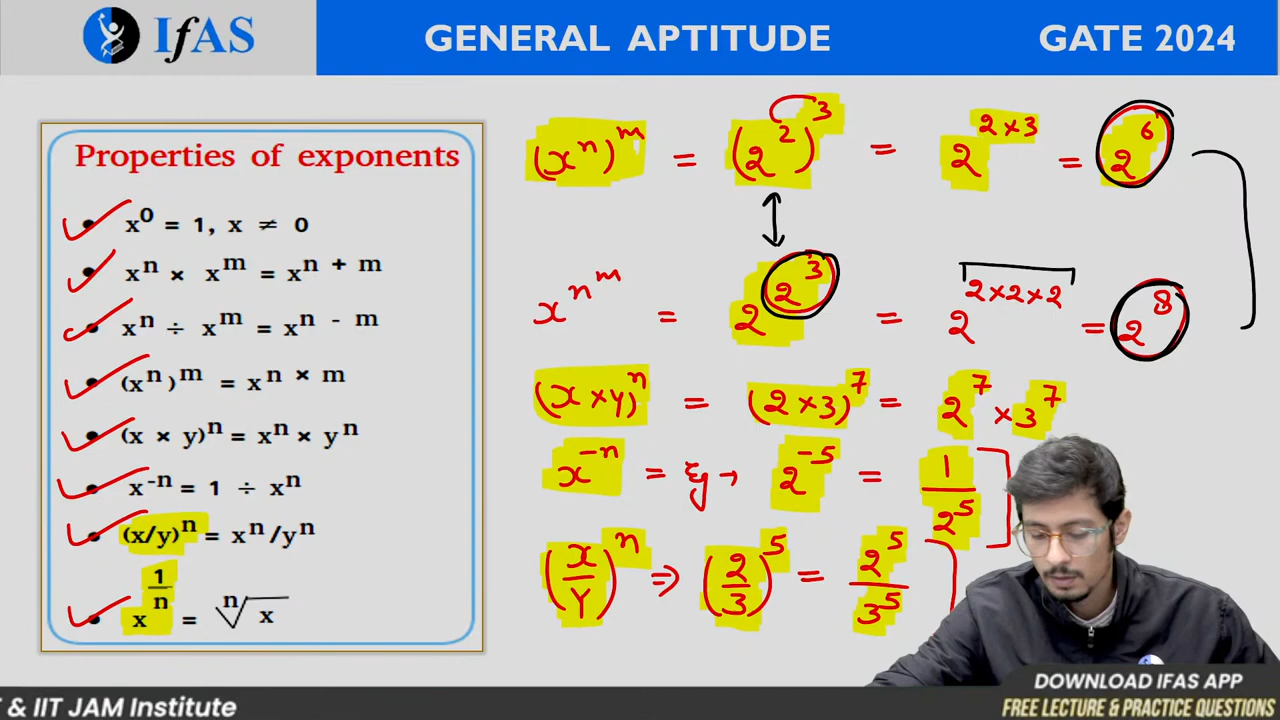 IfAS
GENERAL APTITUDE
GATE 2024
Properties of exponents
• x⁰ = 1, x ≠ 0
• xⁿ × xᵐ = xⁿ ⁺ ᵐ
• xⁿ ÷ xᵐ = xⁿ ⁻ ᵐ
• (xⁿ)ᵐ = xⁿ ˣ ᵐ
• (x × y)ⁿ = xⁿ × yⁿ
• x⁻ⁿ = 1 ÷ xⁿ
• (x/y)ⁿ = xⁿ/yⁿ
• x^(1/n) = ⁿ√x
(xⁿ)ᵐ = (2²)³ = 2^(2×3) = 2⁶
x^n^m = 2^2^3 = 2^(2×2×2) = 2⁸
(x×y)ⁿ = (2×3)⁷ = 2⁷ × 3⁷
x⁻ⁿ = → 2⁻⁵ = 1/2⁵
(x/Y)ⁿ ⇒ (2/3)⁵ = 2⁵/3⁵
DOWNLOAD IFAS APP
& IIT JAM Institute
FREE LECTURE & PRACTICE QUESTIONS